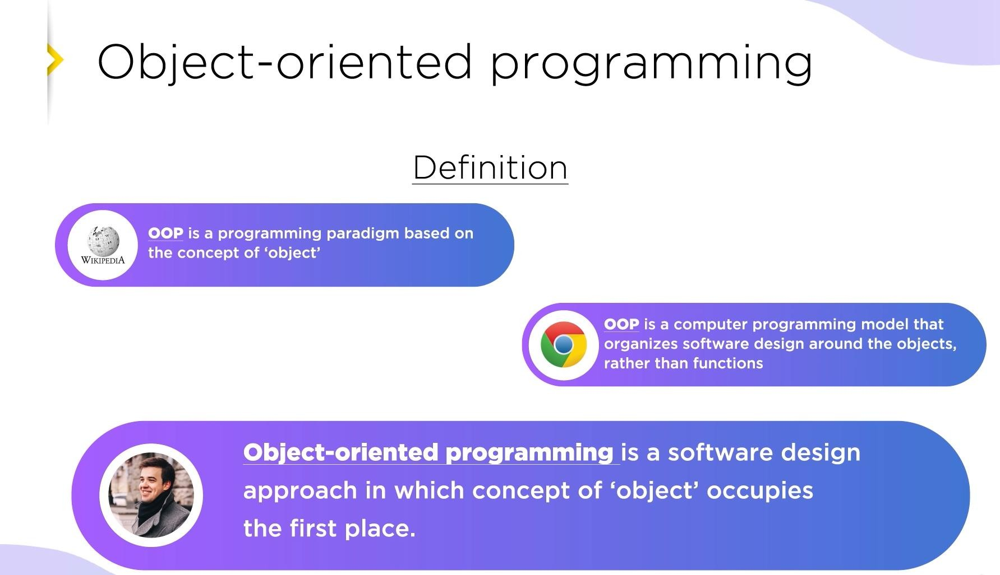 Object-oriented programming
Definition
WIKIPEDIA
OOP is a programming paradigm based on
the concept of ‘object’
OOP is a computer programming model that
organizes software design around the objects,
rather than functions
Object-oriented programming is a software design
approach in which concept of ‘object’ occupies
the first place.